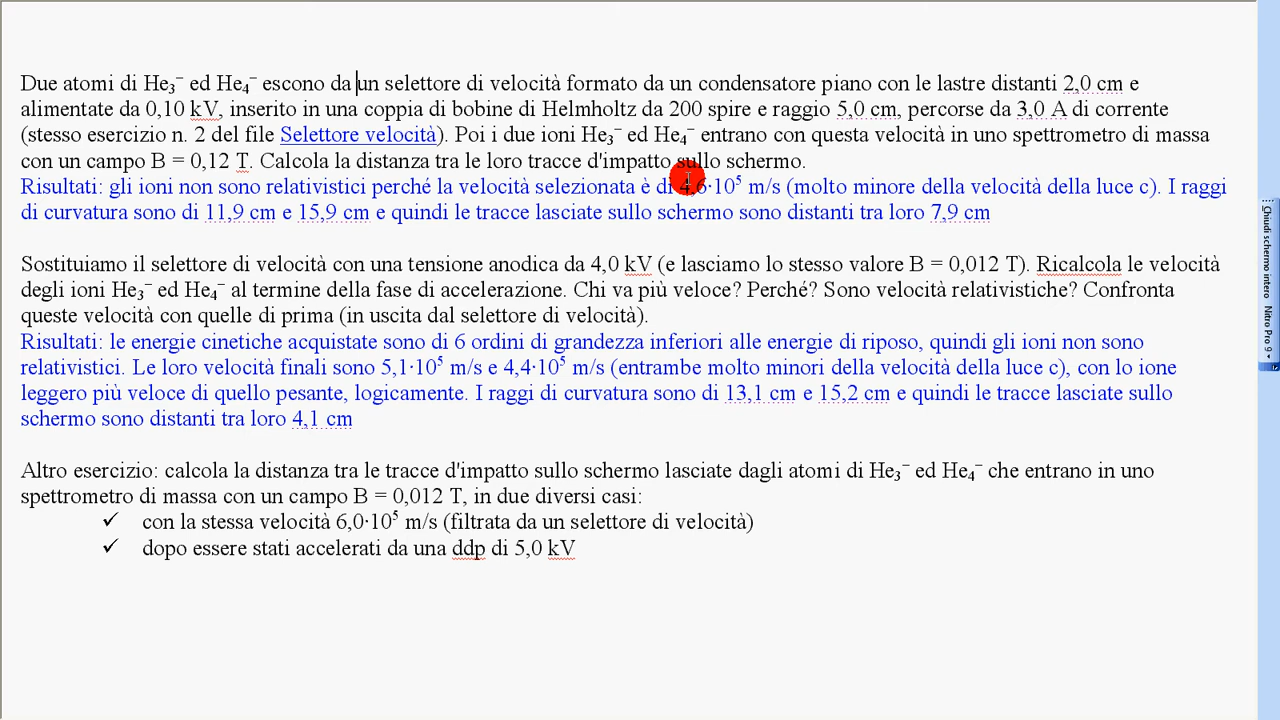 Due atomi di He₃⁻ ed He₄⁻ escono da un selettore di velocità formato da un condensatore piano con le lastre distanti 2,0 cm e
alimentate da 0,10 kV, inserito in una coppia di bobine di Helmholtz da 200 spire e raggio 5,0 cm, percorse da 3,0 A di corrente
(stesso esercizio n. 2 del file Selettore velocità). Poi i due ioni He₃⁻ ed He₄⁻ entrano con questa velocità in uno spettrometro di massa
con un campo B = 0,12 T. Calcola la distanza tra le loro tracce d'impatto sullo schermo.
Risultati: gli ioni non sono relativistici perché la velocità selezionata è di 4,6·10⁵ m/s (molto minore della velocità della luce c). I raggi
di curvatura sono di 11,9 cm e 15,9 cm e quindi le tracce lasciate sullo schermo sono distanti tra loro 7,9 cm
Sostituiamo il selettore di velocità con una tensione anodica da 4,0 kV (e lasciamo lo stesso valore B = 0,012 T). Ricalcola le velocità
degli ioni He₃⁻ ed He₄⁻ al termine della fase di accelerazione. Chi va più veloce? Perché? Sono velocità relativistiche? Confronta
queste velocità con quelle di prima (in uscita dal selettore di velocità).
Risultati: le energie cinetiche acquistate sono di 6 ordini di grandezza inferiori alle energie di riposo, quindi gli ioni non sono
relativistici. Le loro velocità finali sono 5,1·10⁵ m/s e 4,4·10⁵ m/s (entrambe molto minori della velocità della luce c), con lo ione
leggero più veloce di quello pesante, logicamente. I raggi di curvatura sono di 13,1 cm e 15,2 cm e quindi le tracce lasciate sullo
schermo sono distanti tra loro 4,1 cm
Altro esercizio: calcola la distanza tra le tracce d'impatto sullo schermo lasciate dagli atomi di He₃⁻ ed He₄⁻ che entrano in uno
spettrometro di massa con un campo B = 0,012 T, in due diversi casi:
✓ con la stessa velocità 6,0·10⁵ m/s (filtrata da un selettore di velocità)
✓ dopo essere stati accelerati da una ddp di 5,0 kV
Chiudi schermo intero Nitro Pro 9